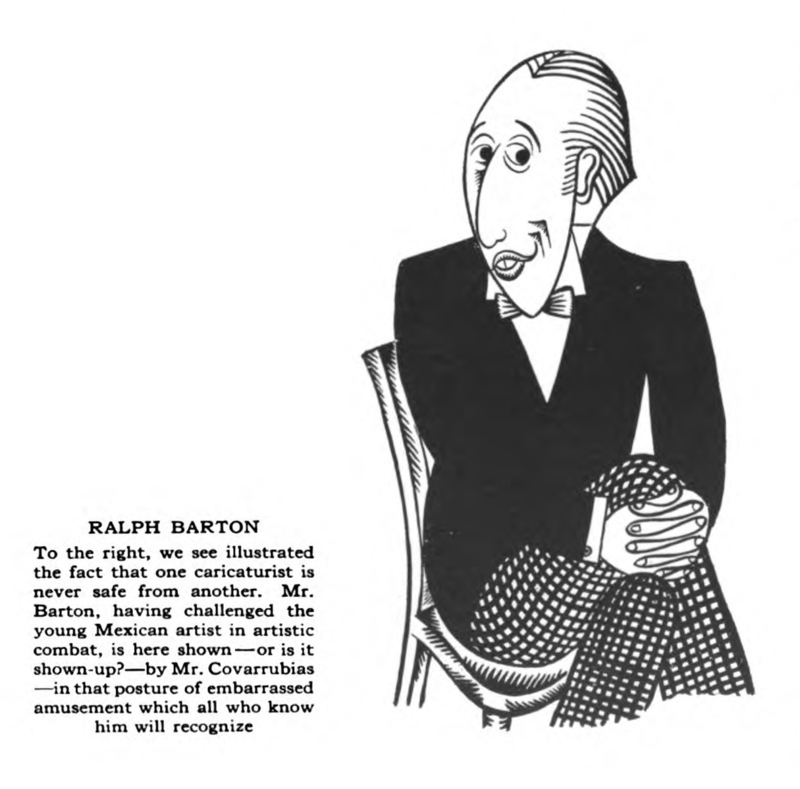 RALPH BARTON
To the right, we see illustrated
the fact that one caricaturist is
never safe from another. Mr.
Barton, having challenged the
young Mexican artist in artistic
combat, is here shown—or is it
shown-up?—by Mr. Covarrubias
—in that posture of embarrassed
amusement which all who know
him will recognize